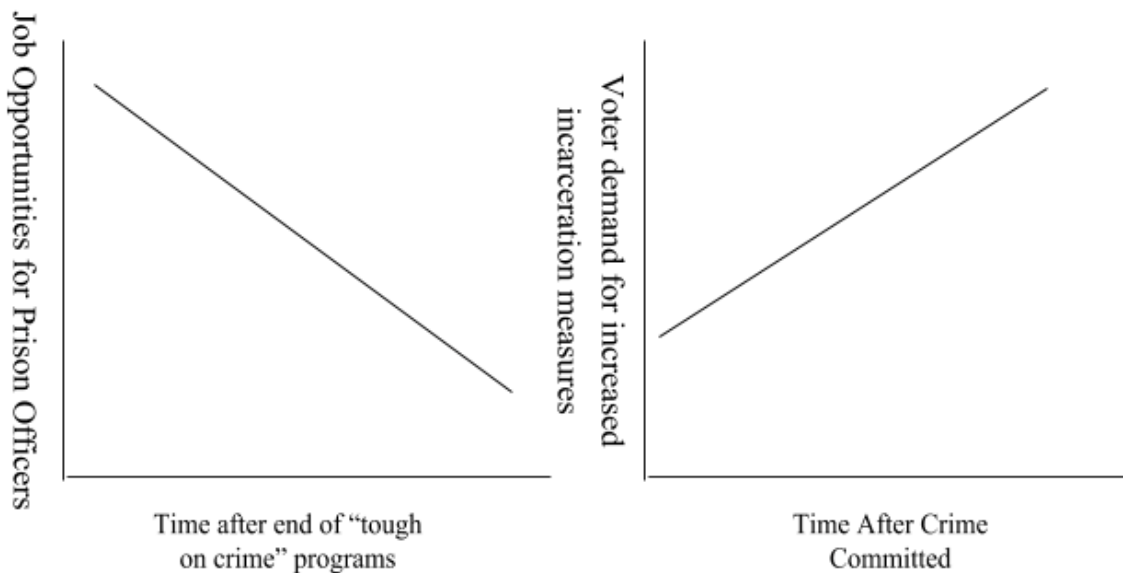 Job Opportunities for Prison Officers
Time after end of “tough
on crime” programs
Voter demand for increased
incarceration measures
Time After Crime
Committed